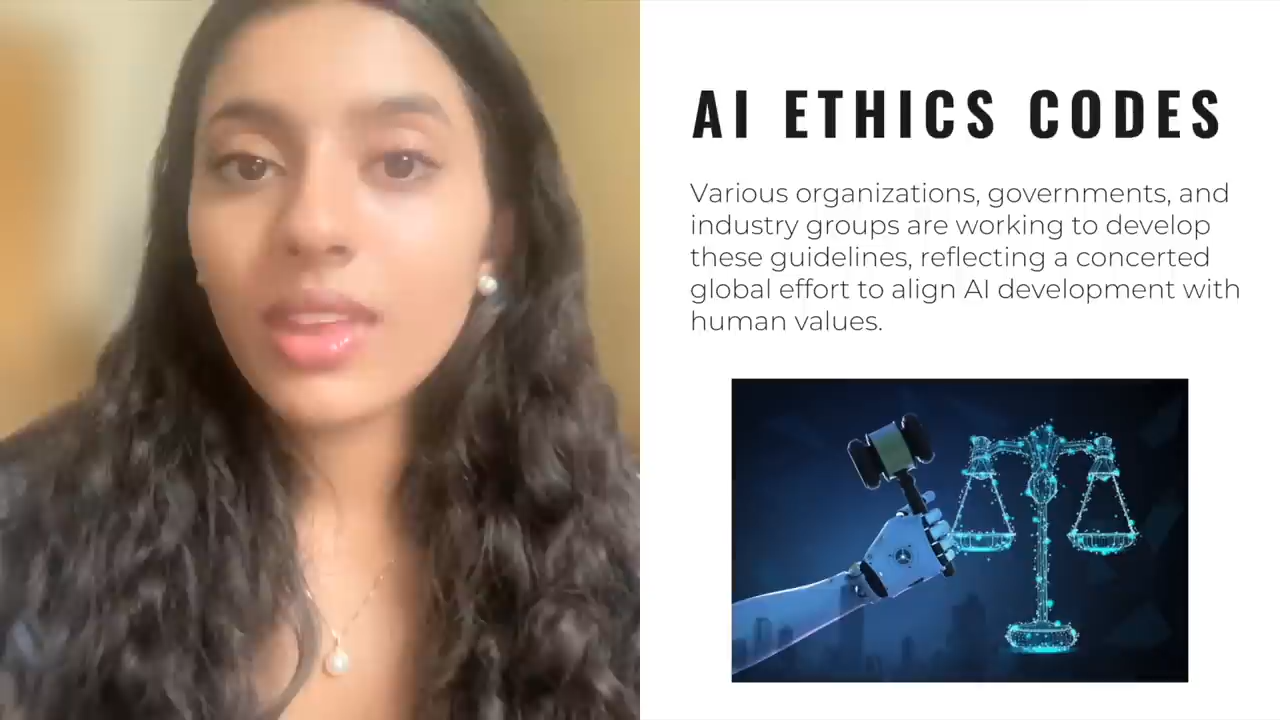 AI ETHICS CODES
Various organizations, governments, and
industry groups are working to develop
these guidelines, reflecting a concerted
global effort to align AI development with
human values.